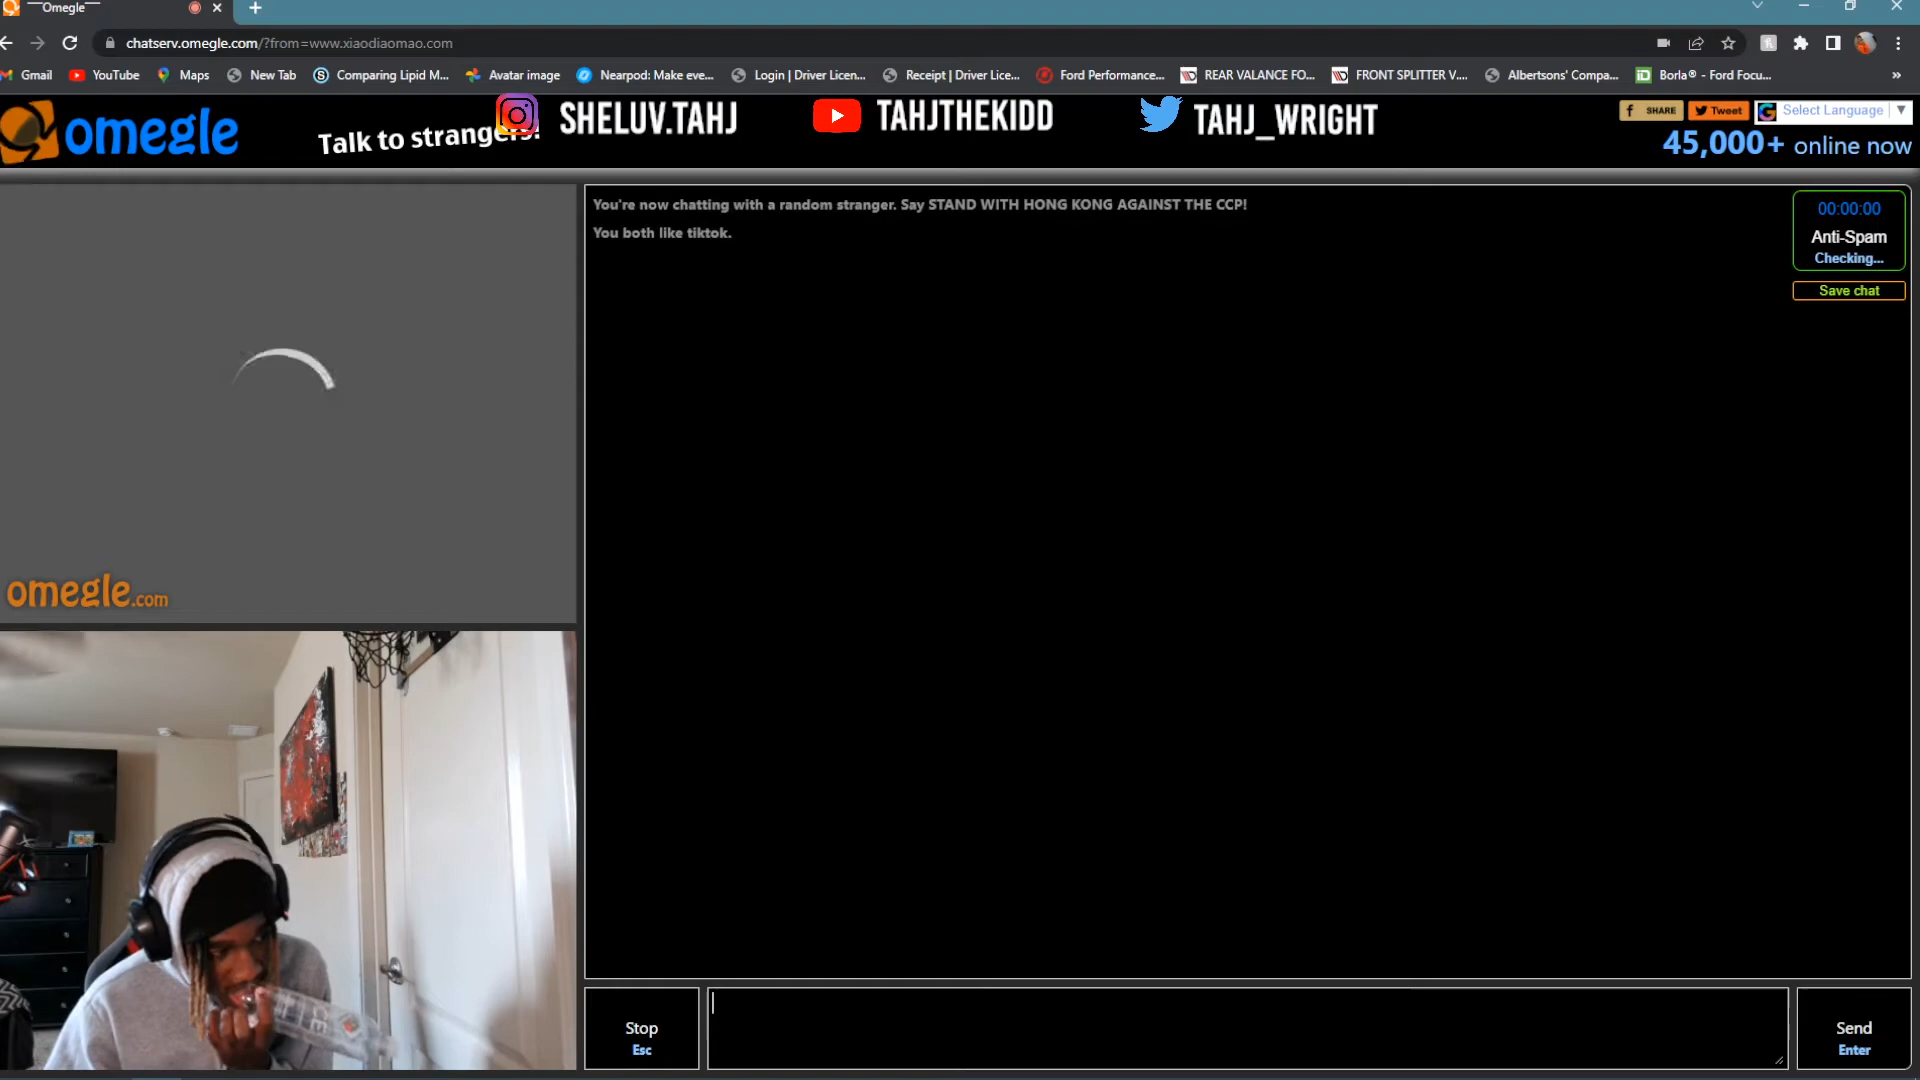 Omegle
chatserv.omegle.com/?from=www.xiaodiaomao.com
Gmail
YouTube
Maps
New Tab
Comparing Lipid M...
Avatar image
Nearpod: Make eve...
Login | Driver Licen...
Receipt | Driver Lice...
Ford Performance...
REAR VALANCE FO...
FRONT SPLITTER V....
Albertsons' Compa...
Borla® - Ford Focu...
»
omegle
Talk to strangers!
SHELUV.TAHJ
TAHJTHEKIDD
TAHJ_WRIGHT
SHARE
Tweet
Select Language
45,000+ online now
You're now chatting with a random stranger. Say STAND WITH HONG KONG AGAINST THE CCP!
You both like tiktok.
00:00:00
Anti-Spam
Checking...
Save chat
omegle.com
Stop
Esc
Send
Enter